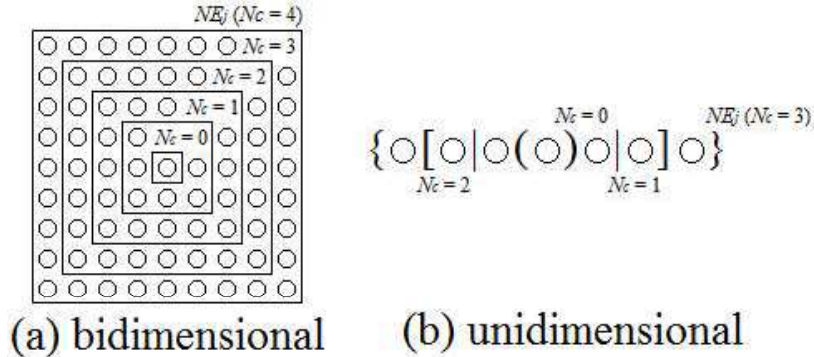 NEj (Nc = 4)
Nc = 3
Nc = 2
Nc = 1
Nc = 0
(a) bidimensional
Nc = 0
NEj (Nc = 3)
{ [ | ( ) | ] }
Nc = 2
Nc = 1
(b) unidimensional